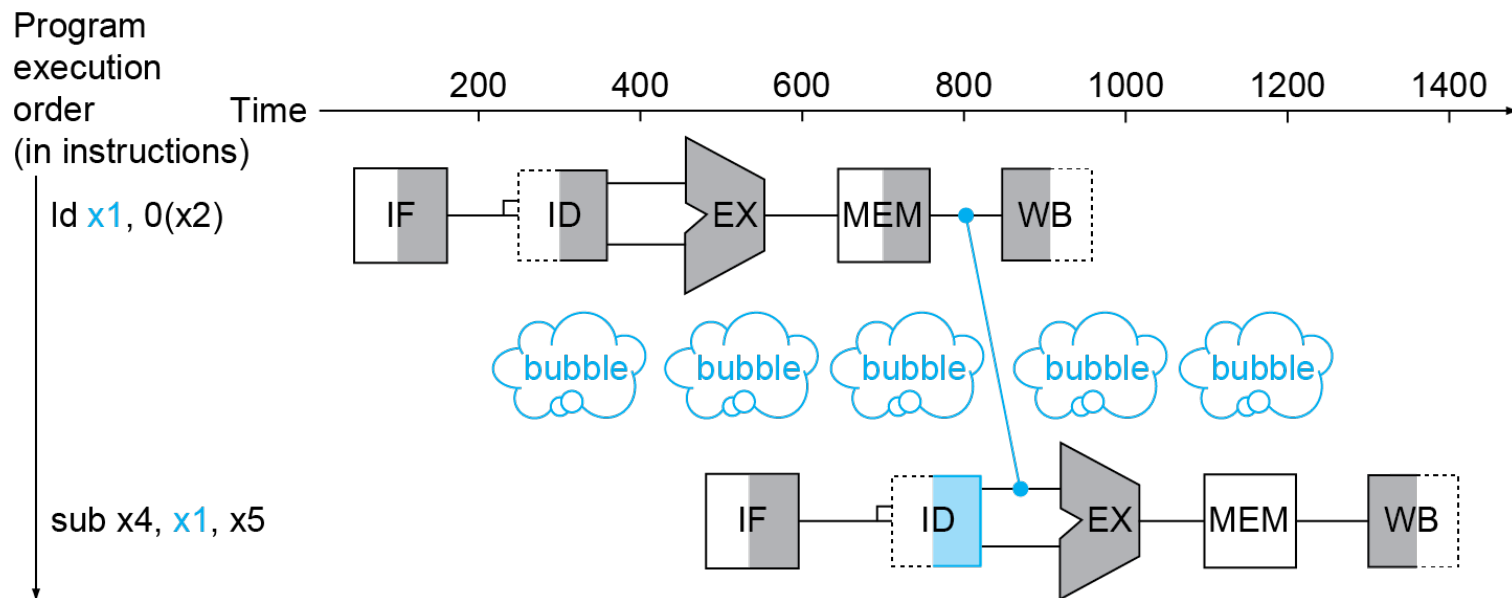 Program
execution
order
(in instructions)
Time
200 400 600 800 1000 1200 1400
ld x1, 0(x2)
IF ID EX MEM WB
bubble bubble bubble bubble bubble
sub x4, x1, x5
IF ID EX MEM WB